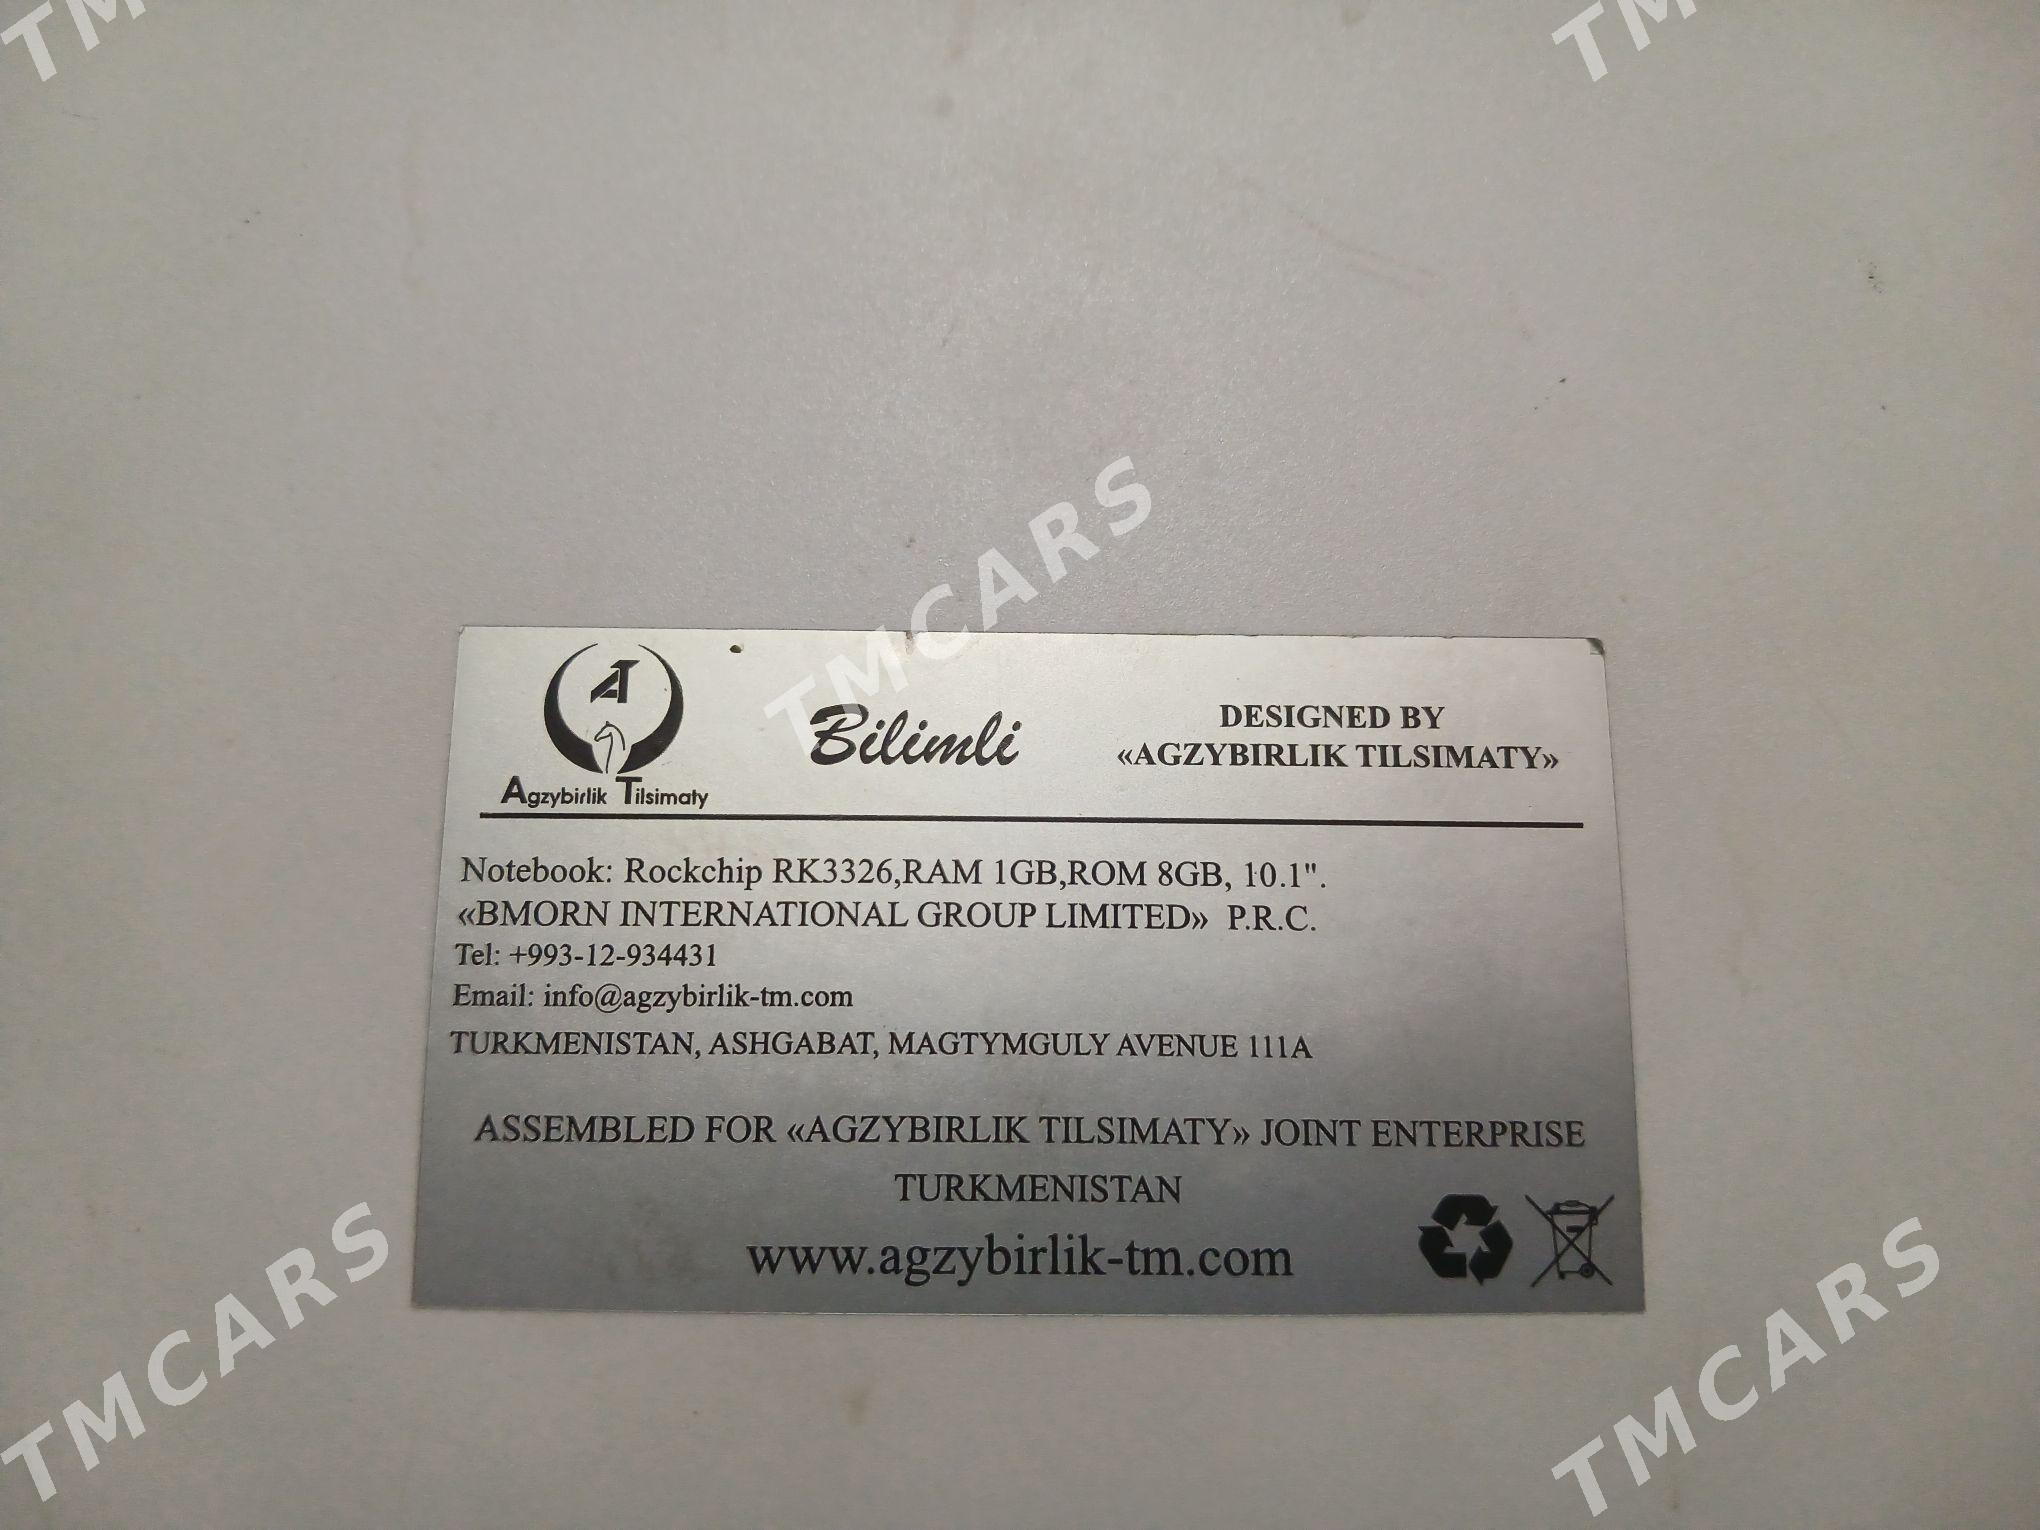 AT
Agzybirlik Tilsimaty
Bilimli
DESIGNED BY
«AGZYBIRLIK TILSIMATY»
Notebook: Rockchip RK3326,RAM 1GB,ROM 8GB, 10.1".
«BMORN INTERNATIONAL GROUP LIMITED» P.R.C.
Tel: +993-12-934431
Email: info@agzybirlik-tm.com
TURKMENISTAN, ASHGABAT, MAGTYMGULY AVENUE 111A
ASSEMBLED FOR «AGZYBIRLIK TILSIMATY» JOINT ENTERPRISE
TURKMENISTAN
www.agzybirlik-tm.com
TMCARS
TMCARS
TMCARS